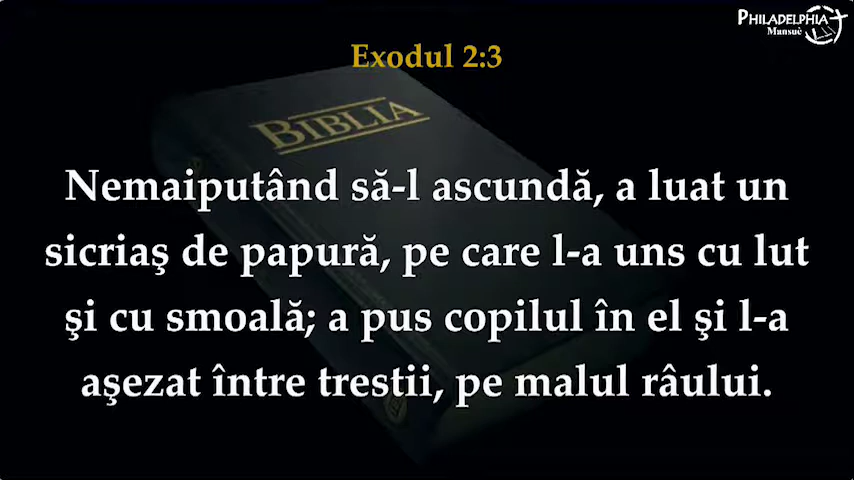 PHILADELPHIA
Mansuè
Exodul 2:3
BIBLIA
Nemaiputând să-l ascundă, a luat un
sicriaş de papură, pe care l-a uns cu lut
şi cu smoală; a pus copilul în el şi l-a
aşezat între trestii, pe malul râului.